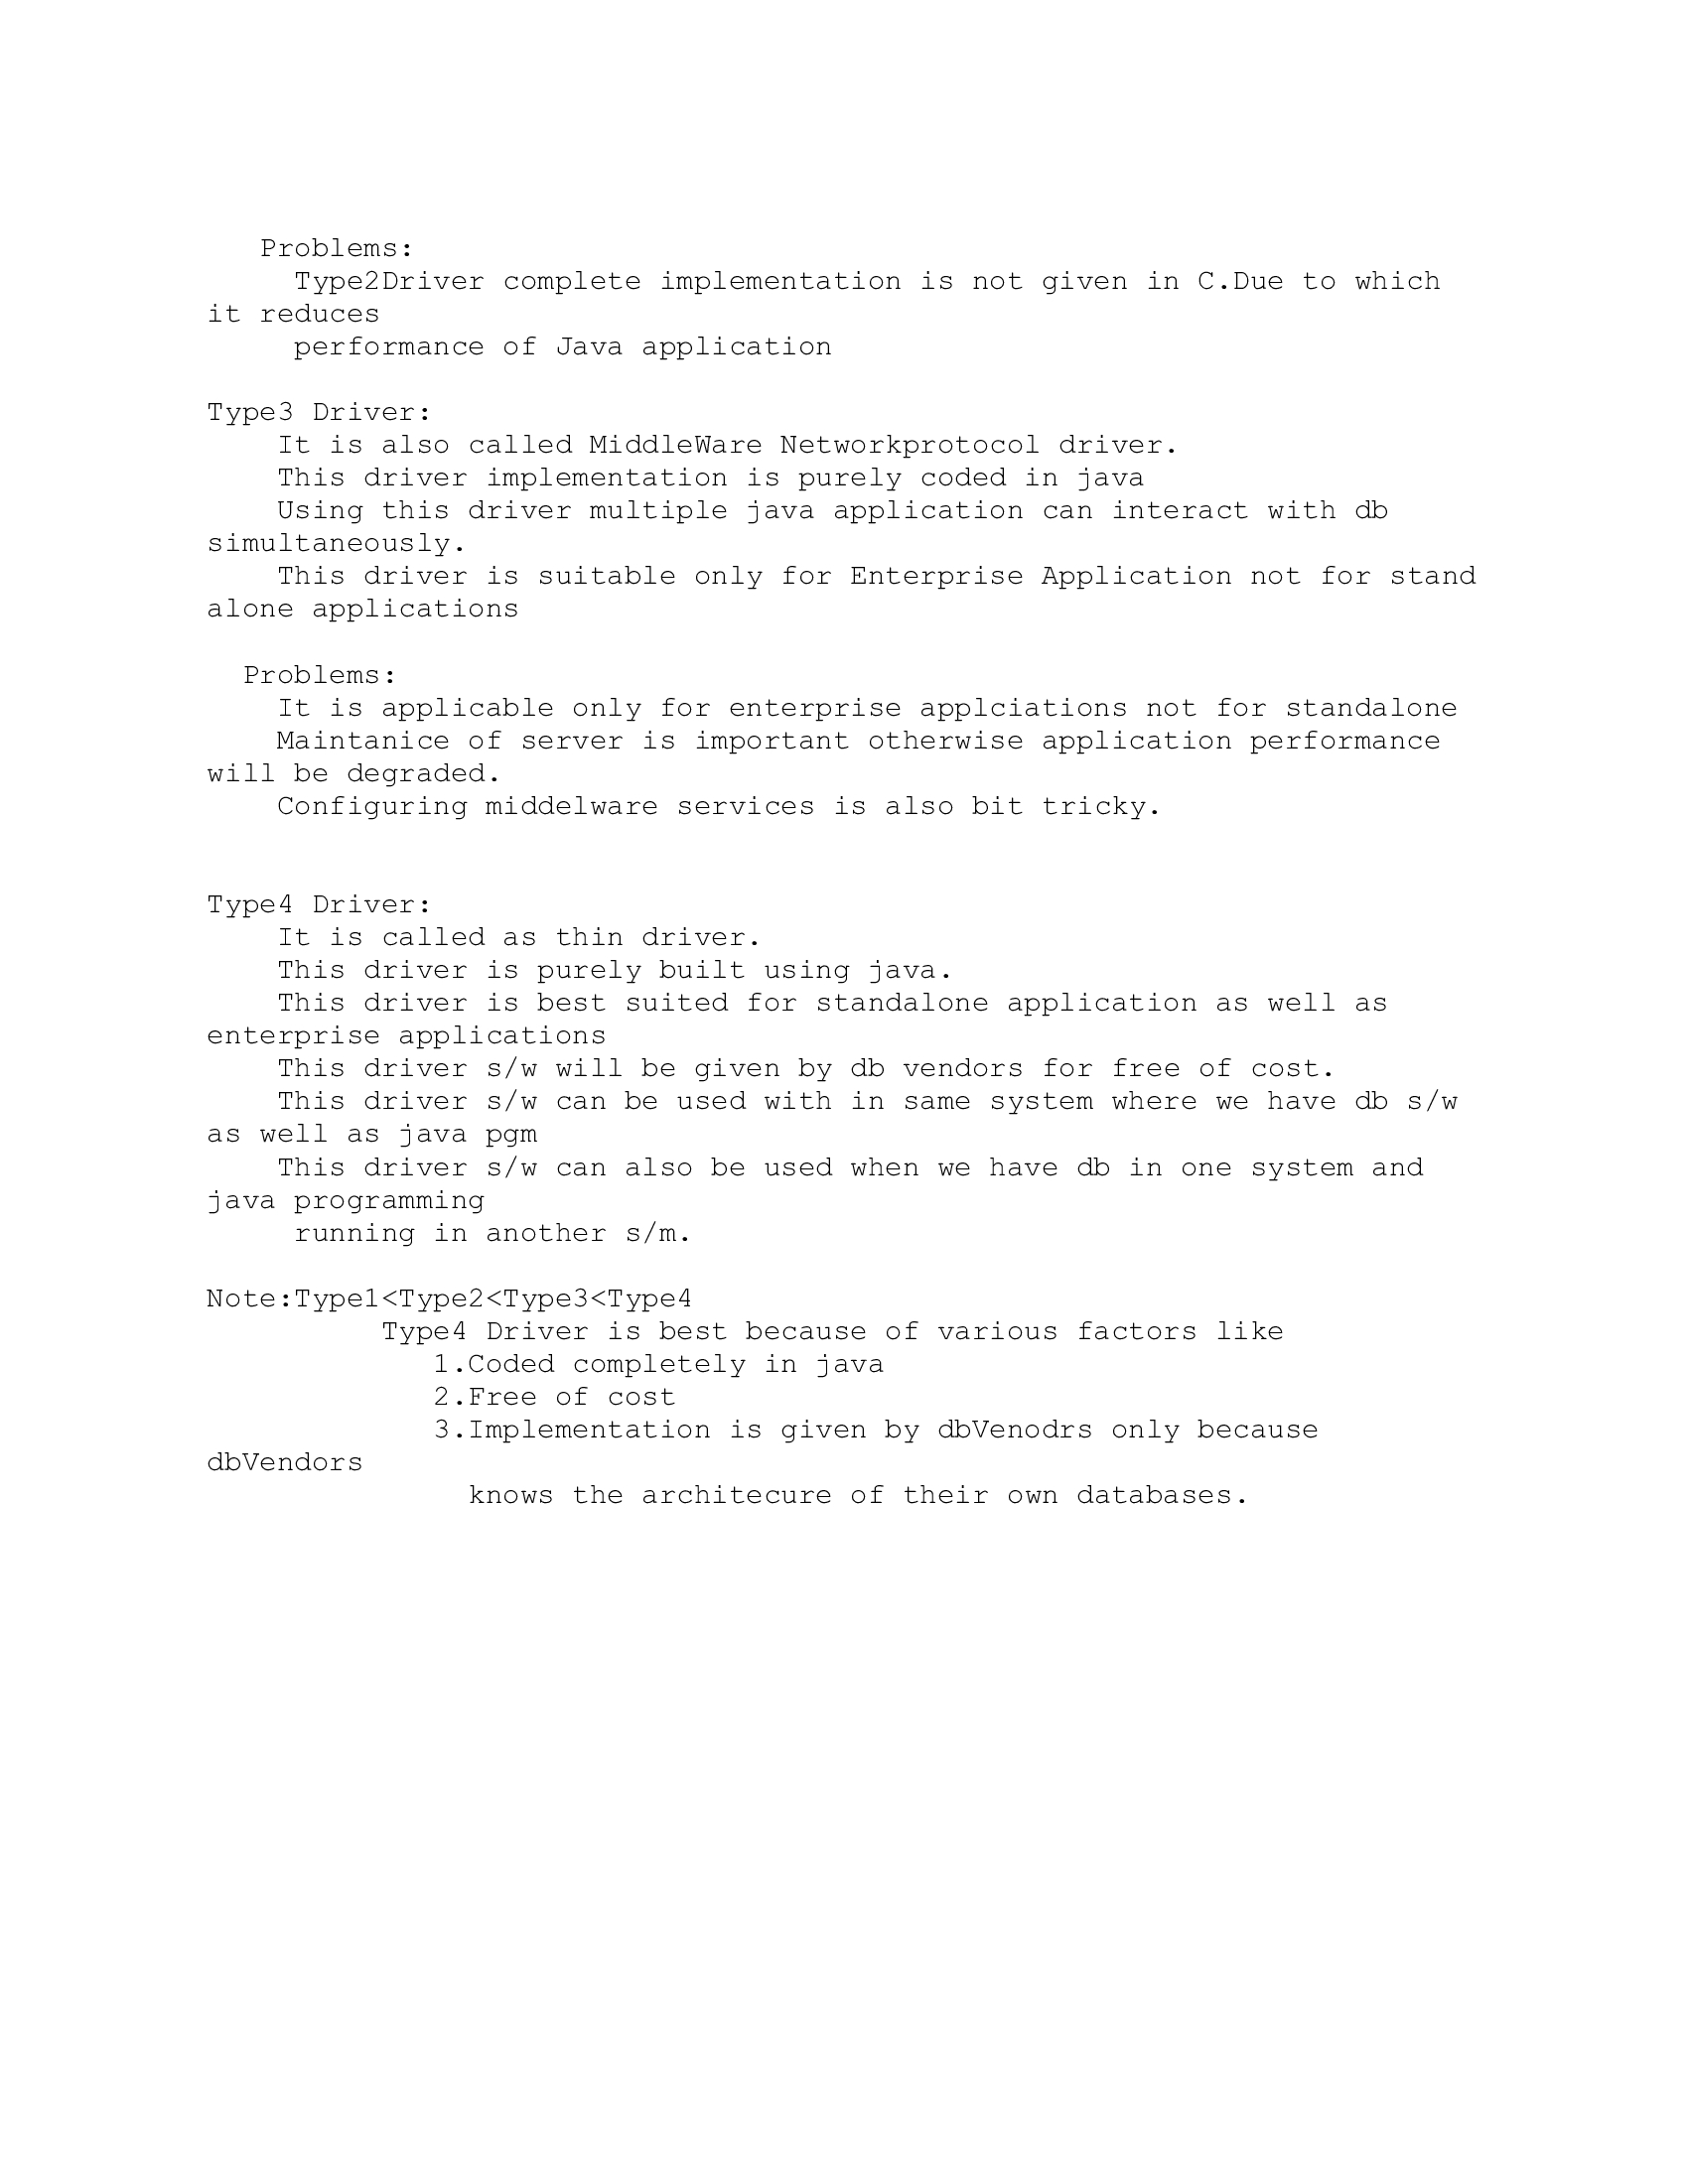 Problems:
Type2Driver complete implementation is not given in C.Due to which
it reduces
performance of Java application
Type3 Driver:
It is also called MiddleWare Networkprotocol driver.
This driver implementation is purely coded in java
Using this driver multiple java application can interact with db
simultaneously.
This driver is suitable only for Enterprise Application not for stand
alone applications
Problems:
It is applicable only for enterprise applciations not for standalone
Maintanice of server is important otherwise application performance
will be degraded.
Configuring middelware services is also bit tricky.
Type4 Driver:
It is called as thin driver.
This driver is purely built using java.
This driver is best suited for standalone application as well as
enterprise applications
This driver s/w will be given by db vendors for free of cost.
This driver s/w can be used with in same system where we have db s/w
as well as java pgm
This driver s/w can also be used when we have db in one system and
java programming
running in another s/m.
Note:Type1<Type2<Type3<Type4
Type4 Driver is best because of various factors like
1.Coded completely in java
2.Free of cost
3.Implementation is given by dbVenodrs only because
dbVendors
knows the architecure of their own databases.